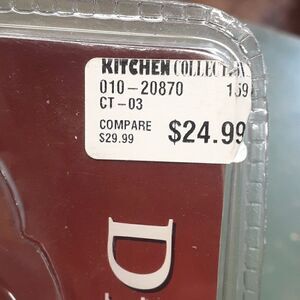 KITCHEN COLLECTION
010-20870 159
CT-03
COMPARE $24.99
$29.99
D